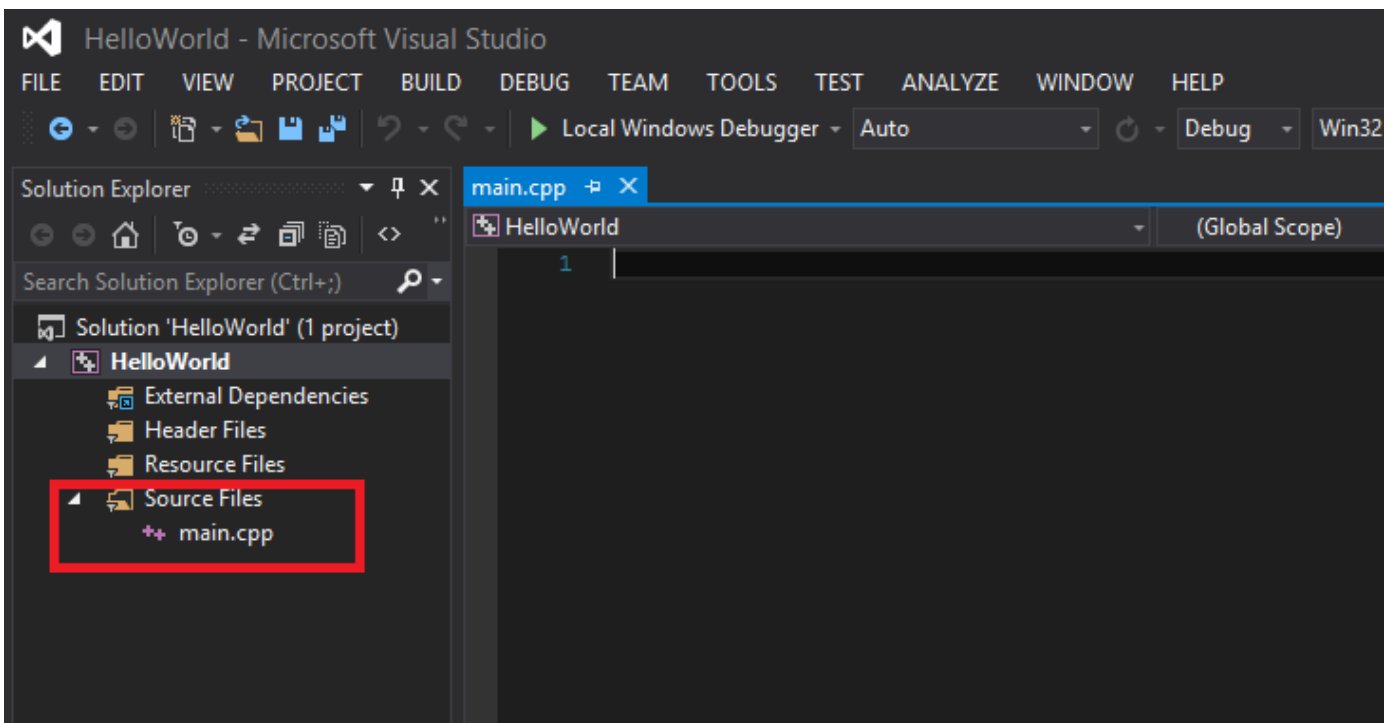 HelloWorld - Microsoft Visual Studio
FILE EDIT VIEW PROJECT BUILD DEBUG TEAM TOOLS TEST ANALYZE WINDOW HELP
Local Windows Debugger Auto Debug Win32
Solution Explorer
Search Solution Explorer (Ctrl+;)
Solution 'HelloWorld' (1 project)
HelloWorld
External Dependencies
Header Files
Resource Files
Source Files
main.cpp
main.cpp
HelloWorld (Global Scope)
1